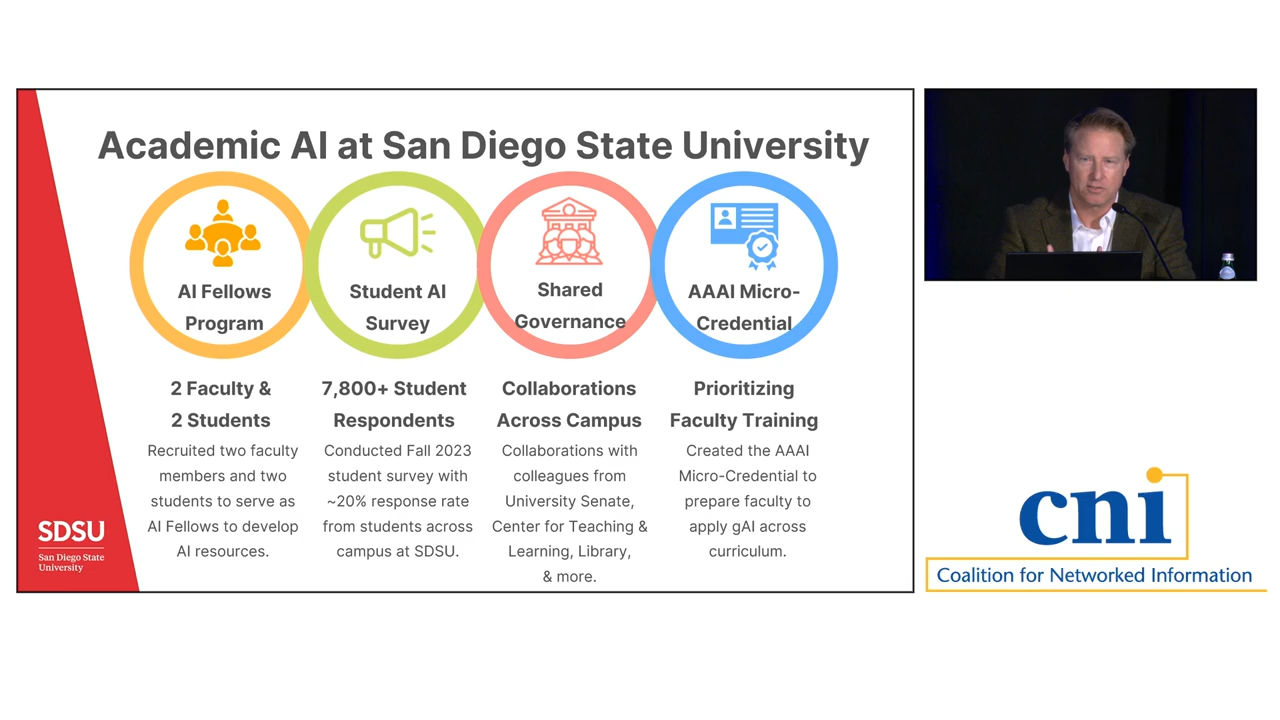 Academic AI at San Diego State University
AI Fellows
Program
Student AI
Survey
Shared
Governance
AAAI Micro-
Credential
2 Faculty &
2 Students
Recruited two faculty
members and two
students to serve as
AI Fellows to develop
AI resources.
7,800+ Student
Respondents
Conducted Fall 2023
student survey with
~20% response rate
from students across
campus at SDSU.
Collaborations
Across Campus
Collaborations with
colleagues from
University Senate,
Center for Teaching &
Learning, Library,
& more.
Prioritizing
Faculty Training
Created the AAAI
Micro-Credential to
prepare faculty to
apply gAI across
curriculum.
SDSU
San Diego State
University
cni
Coalition for Networked Information